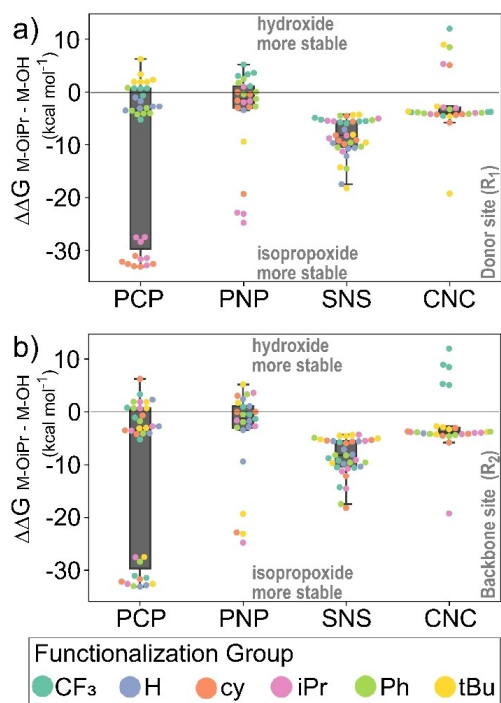 a)
hydroxide
more stable
ΔΔG M-OiPr - M-OH
(kcal mol⁻¹)
10
0
-10
-20
-30
isopropoxide
more stable
Donor site (R₁)
PCP PNP SNS CNC
b)
hydroxide
more stable
ΔΔG M-OiPr - M-OH
(kcal mol⁻¹)
10
0
-10
-20
-30
isopropoxide
more stable
Backbone site (R₂)
PCP PNP SNS CNC
Functionalization Group
CF₃ H cy iPr Ph tBu